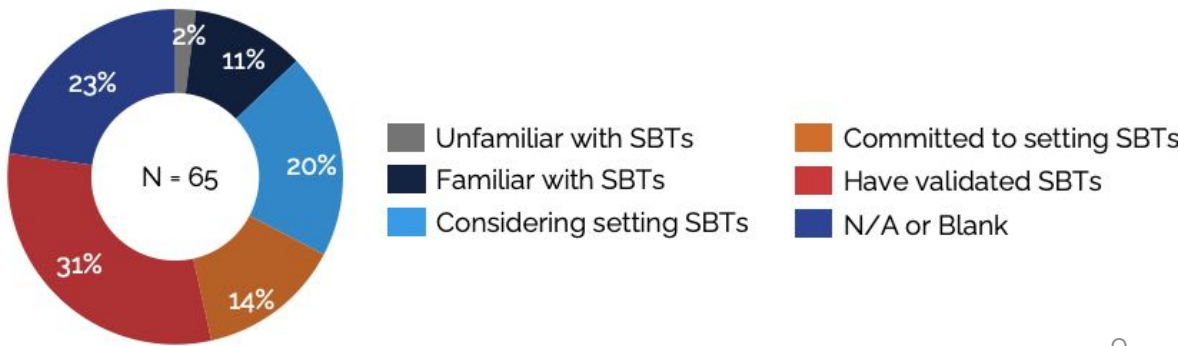 2%
11%
23%
20%
N = 65
31%
14%
Unfamiliar with SBTs
Familiar with SBTs
Considering setting SBTs
Committed to setting SBTs
Have validated SBTs
N/A or Blank